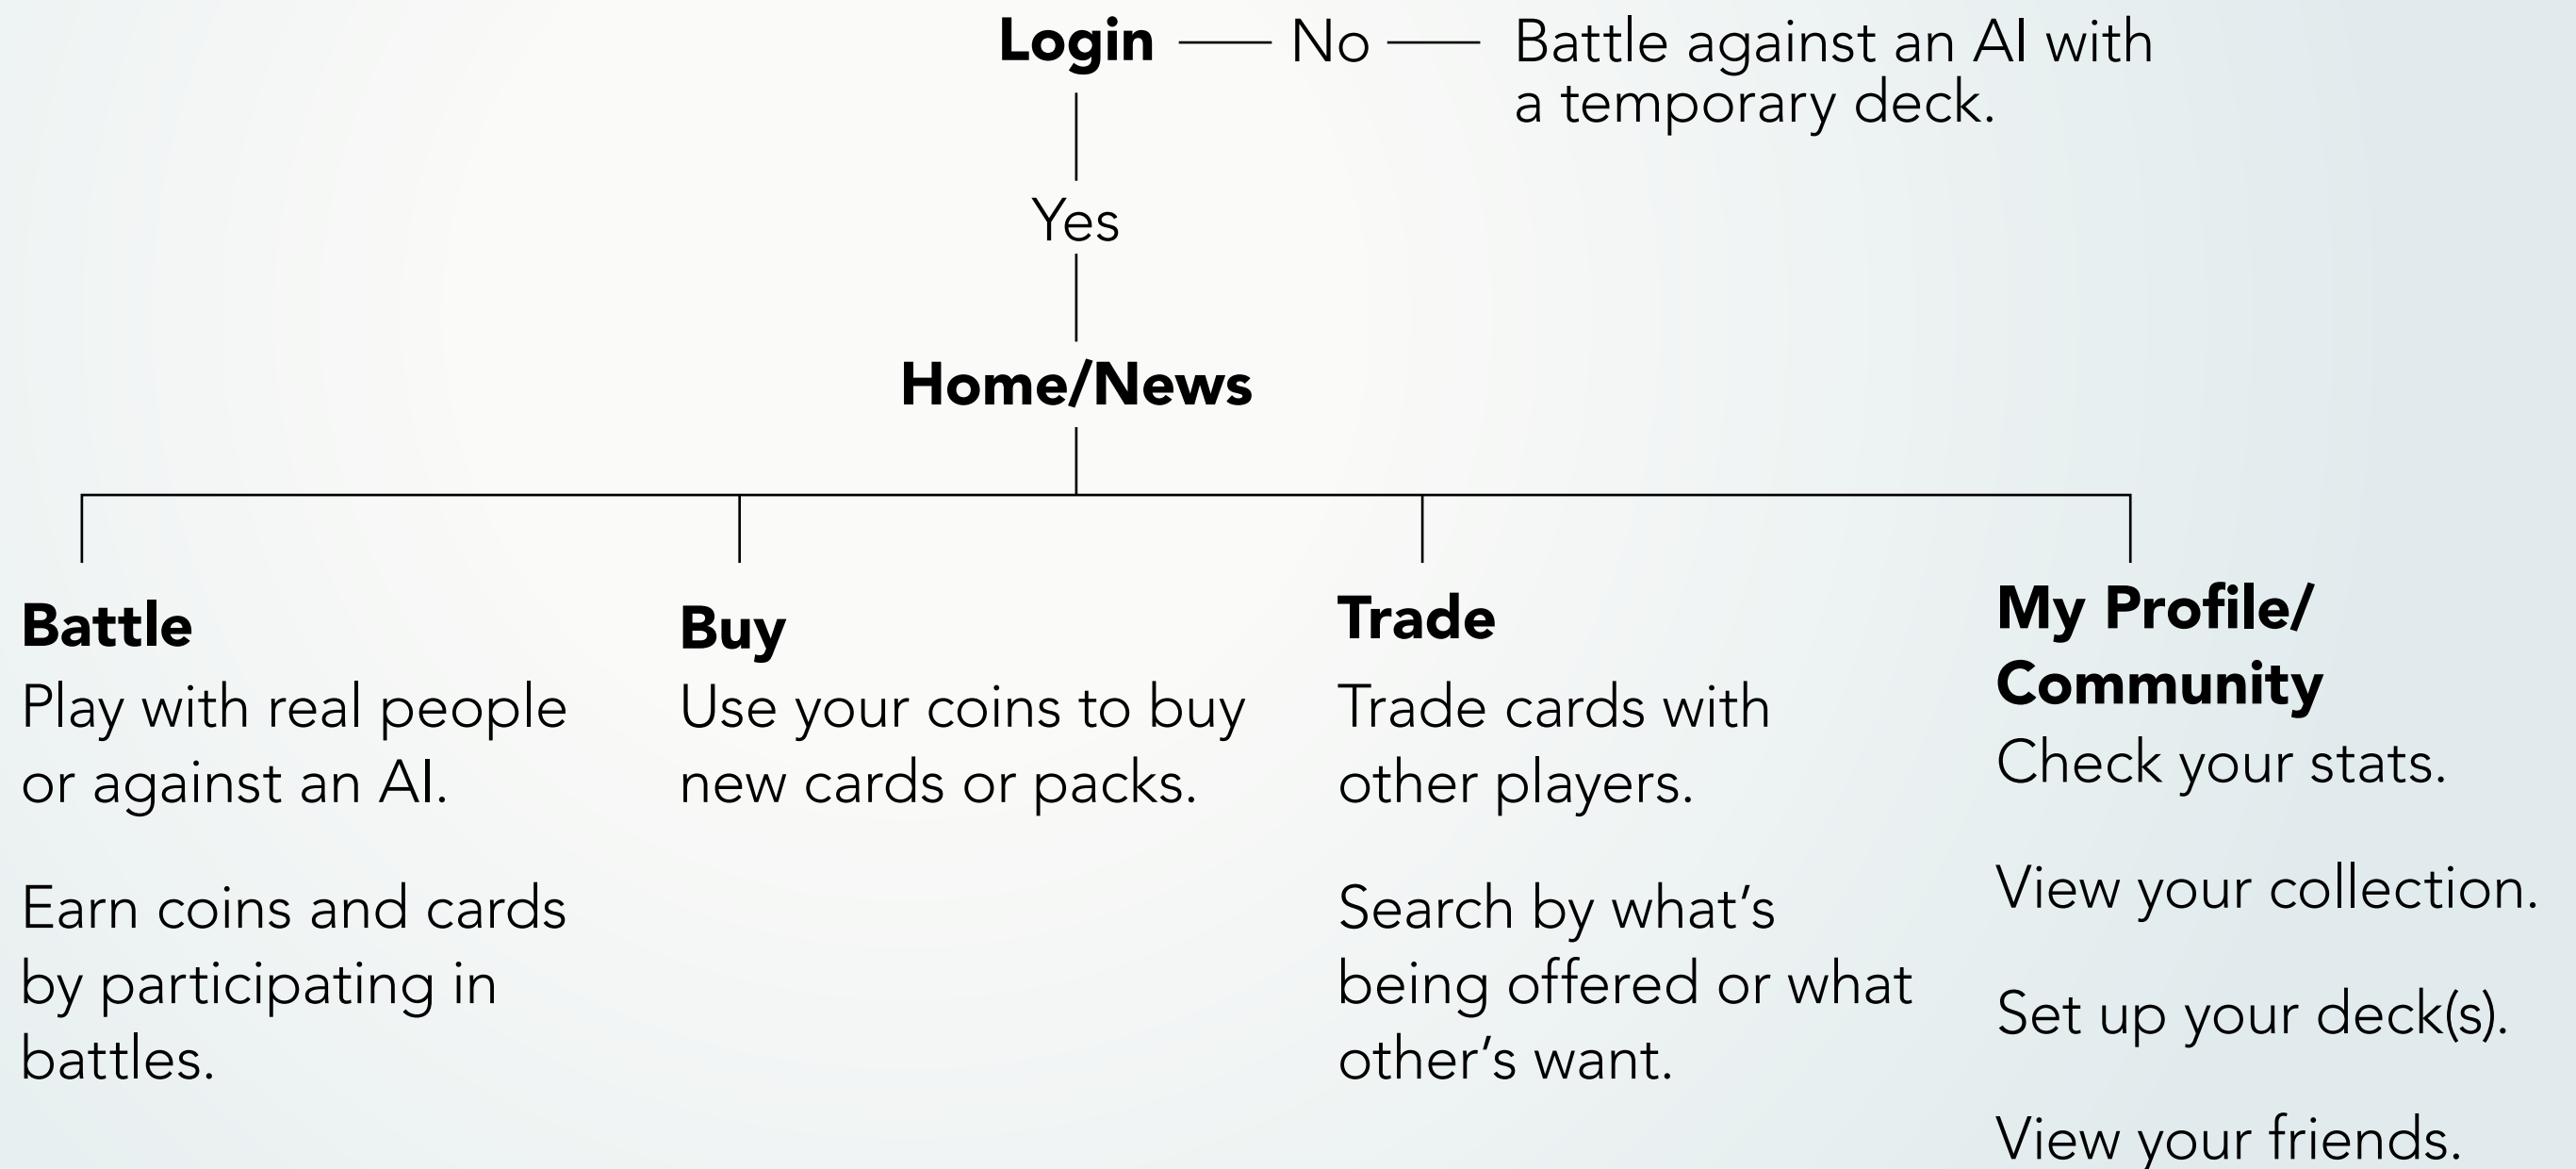 Login No Battle against an AI with
a temporary deck.
Yes
Home/News
Battle
Play with real people
or against an AI.
Earn coins and cards
by participating in
battles.
Buy
Use your coins to buy
new cards or packs.
Trade
Trade cards with
other players.
Search by what's
being offered or what
other's want.
My Profile/
Community
Check your stats.
View your collection.
Set up your deck(s).
View your friends.